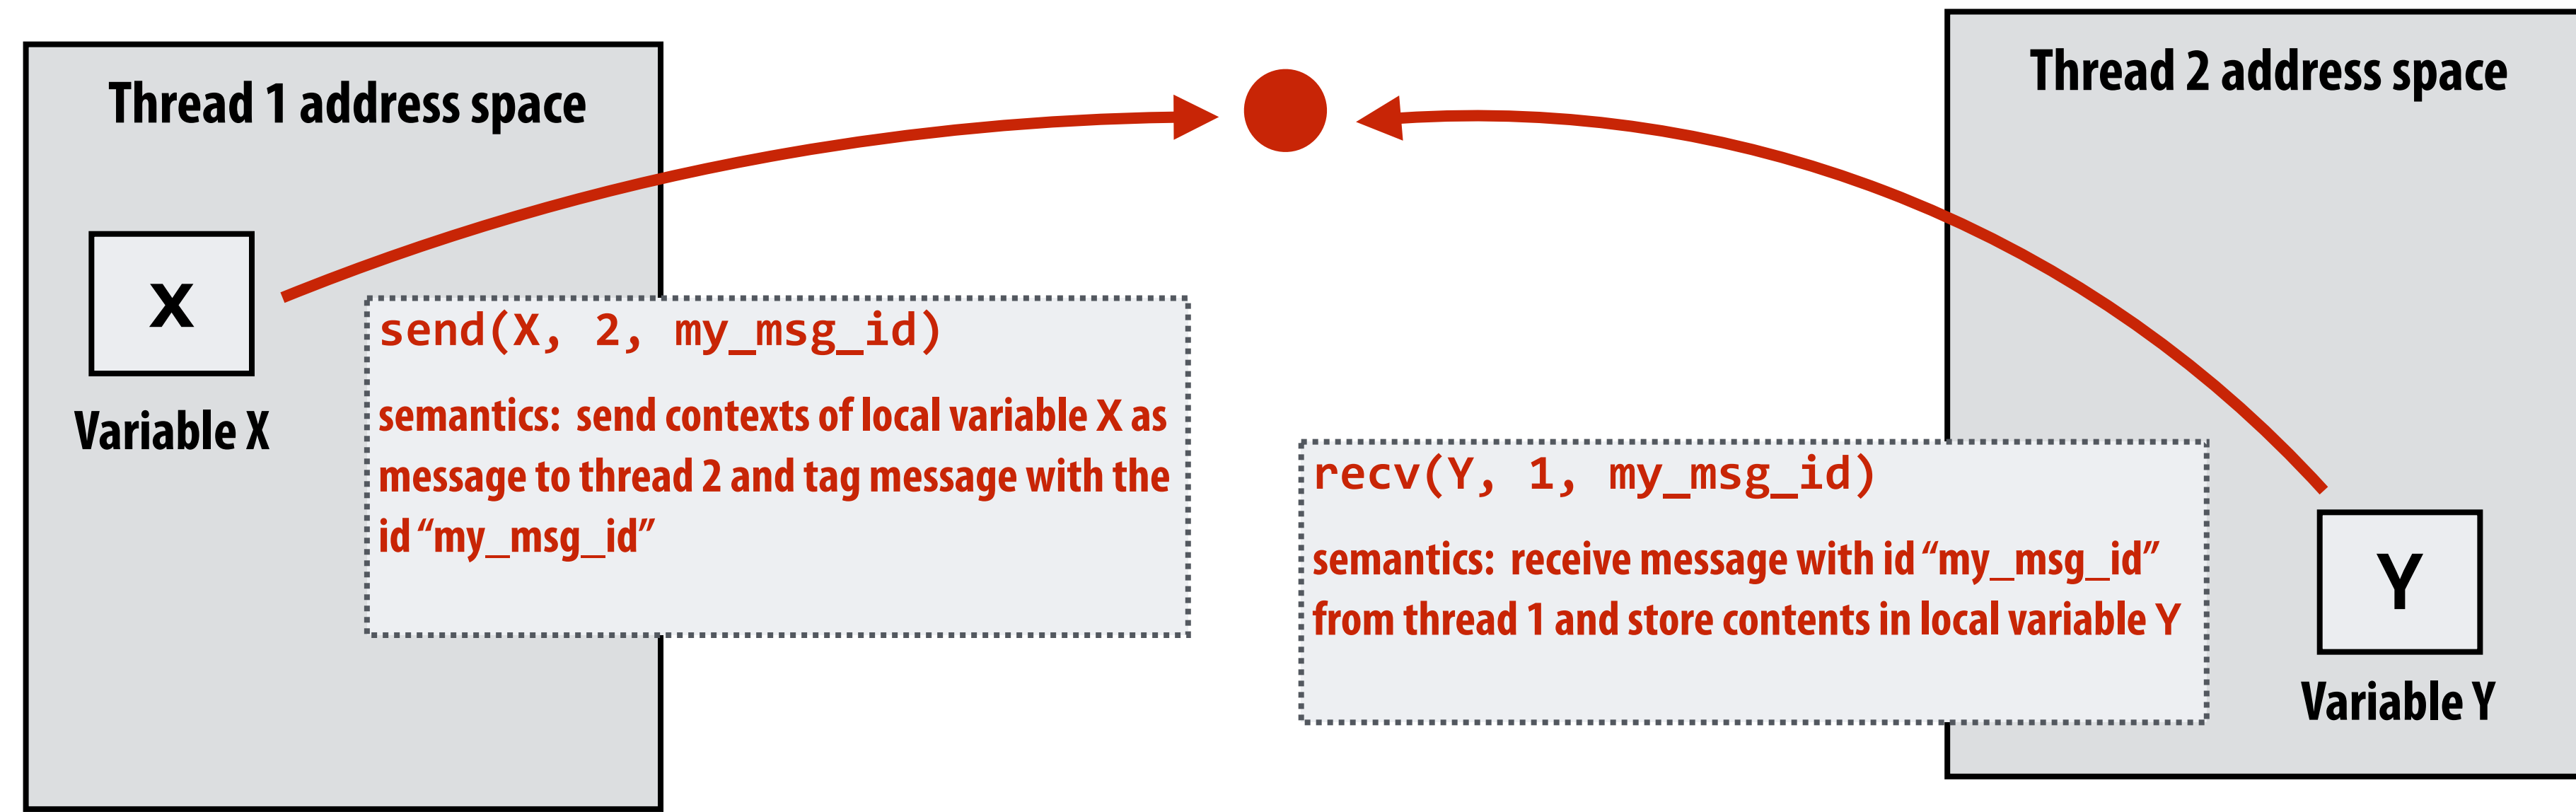 Thread 1 address space
x
Variable X
send(X, 2, my_msg_id)
semantics: send contexts of local variable X as
message to thread 2 and tag message with the
id “my_msg_id”
Thread 2 address space
recv(Y, 1, my_msg_id)
semantics: receive message with id “my_msg_id”
from thread 1 and store contents in local variable Y
Y
Variable Y